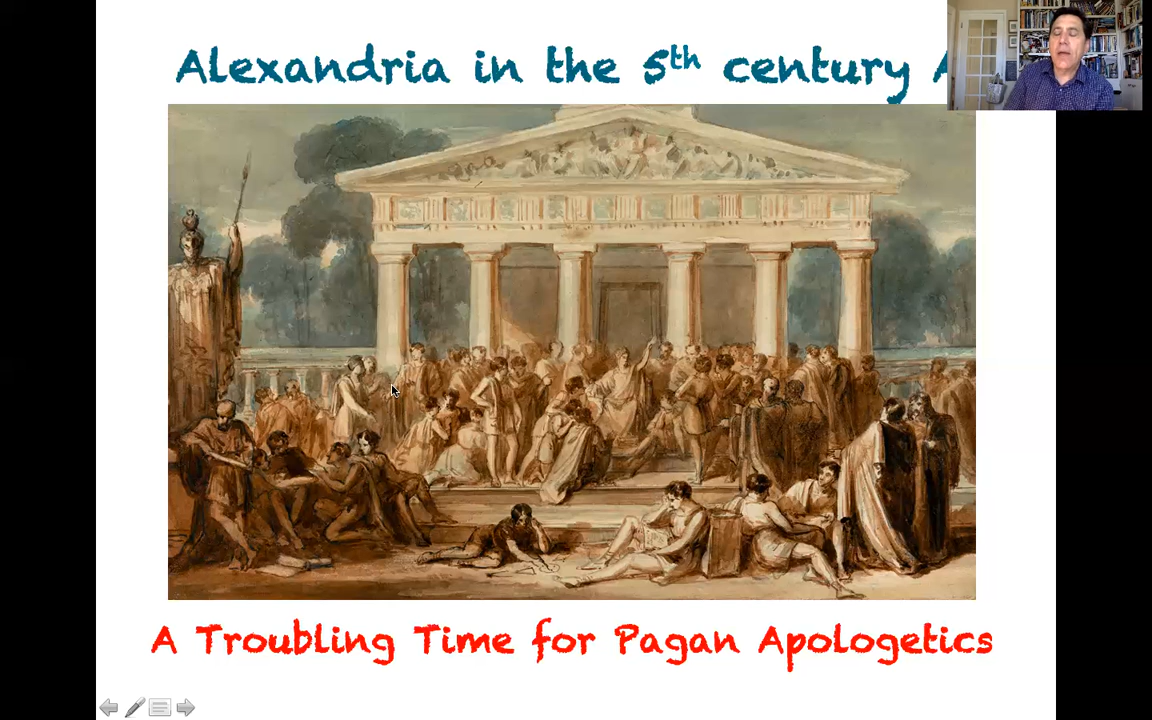 Alexandria in the 5th century
A Troubling Time for Pagan Apologetics